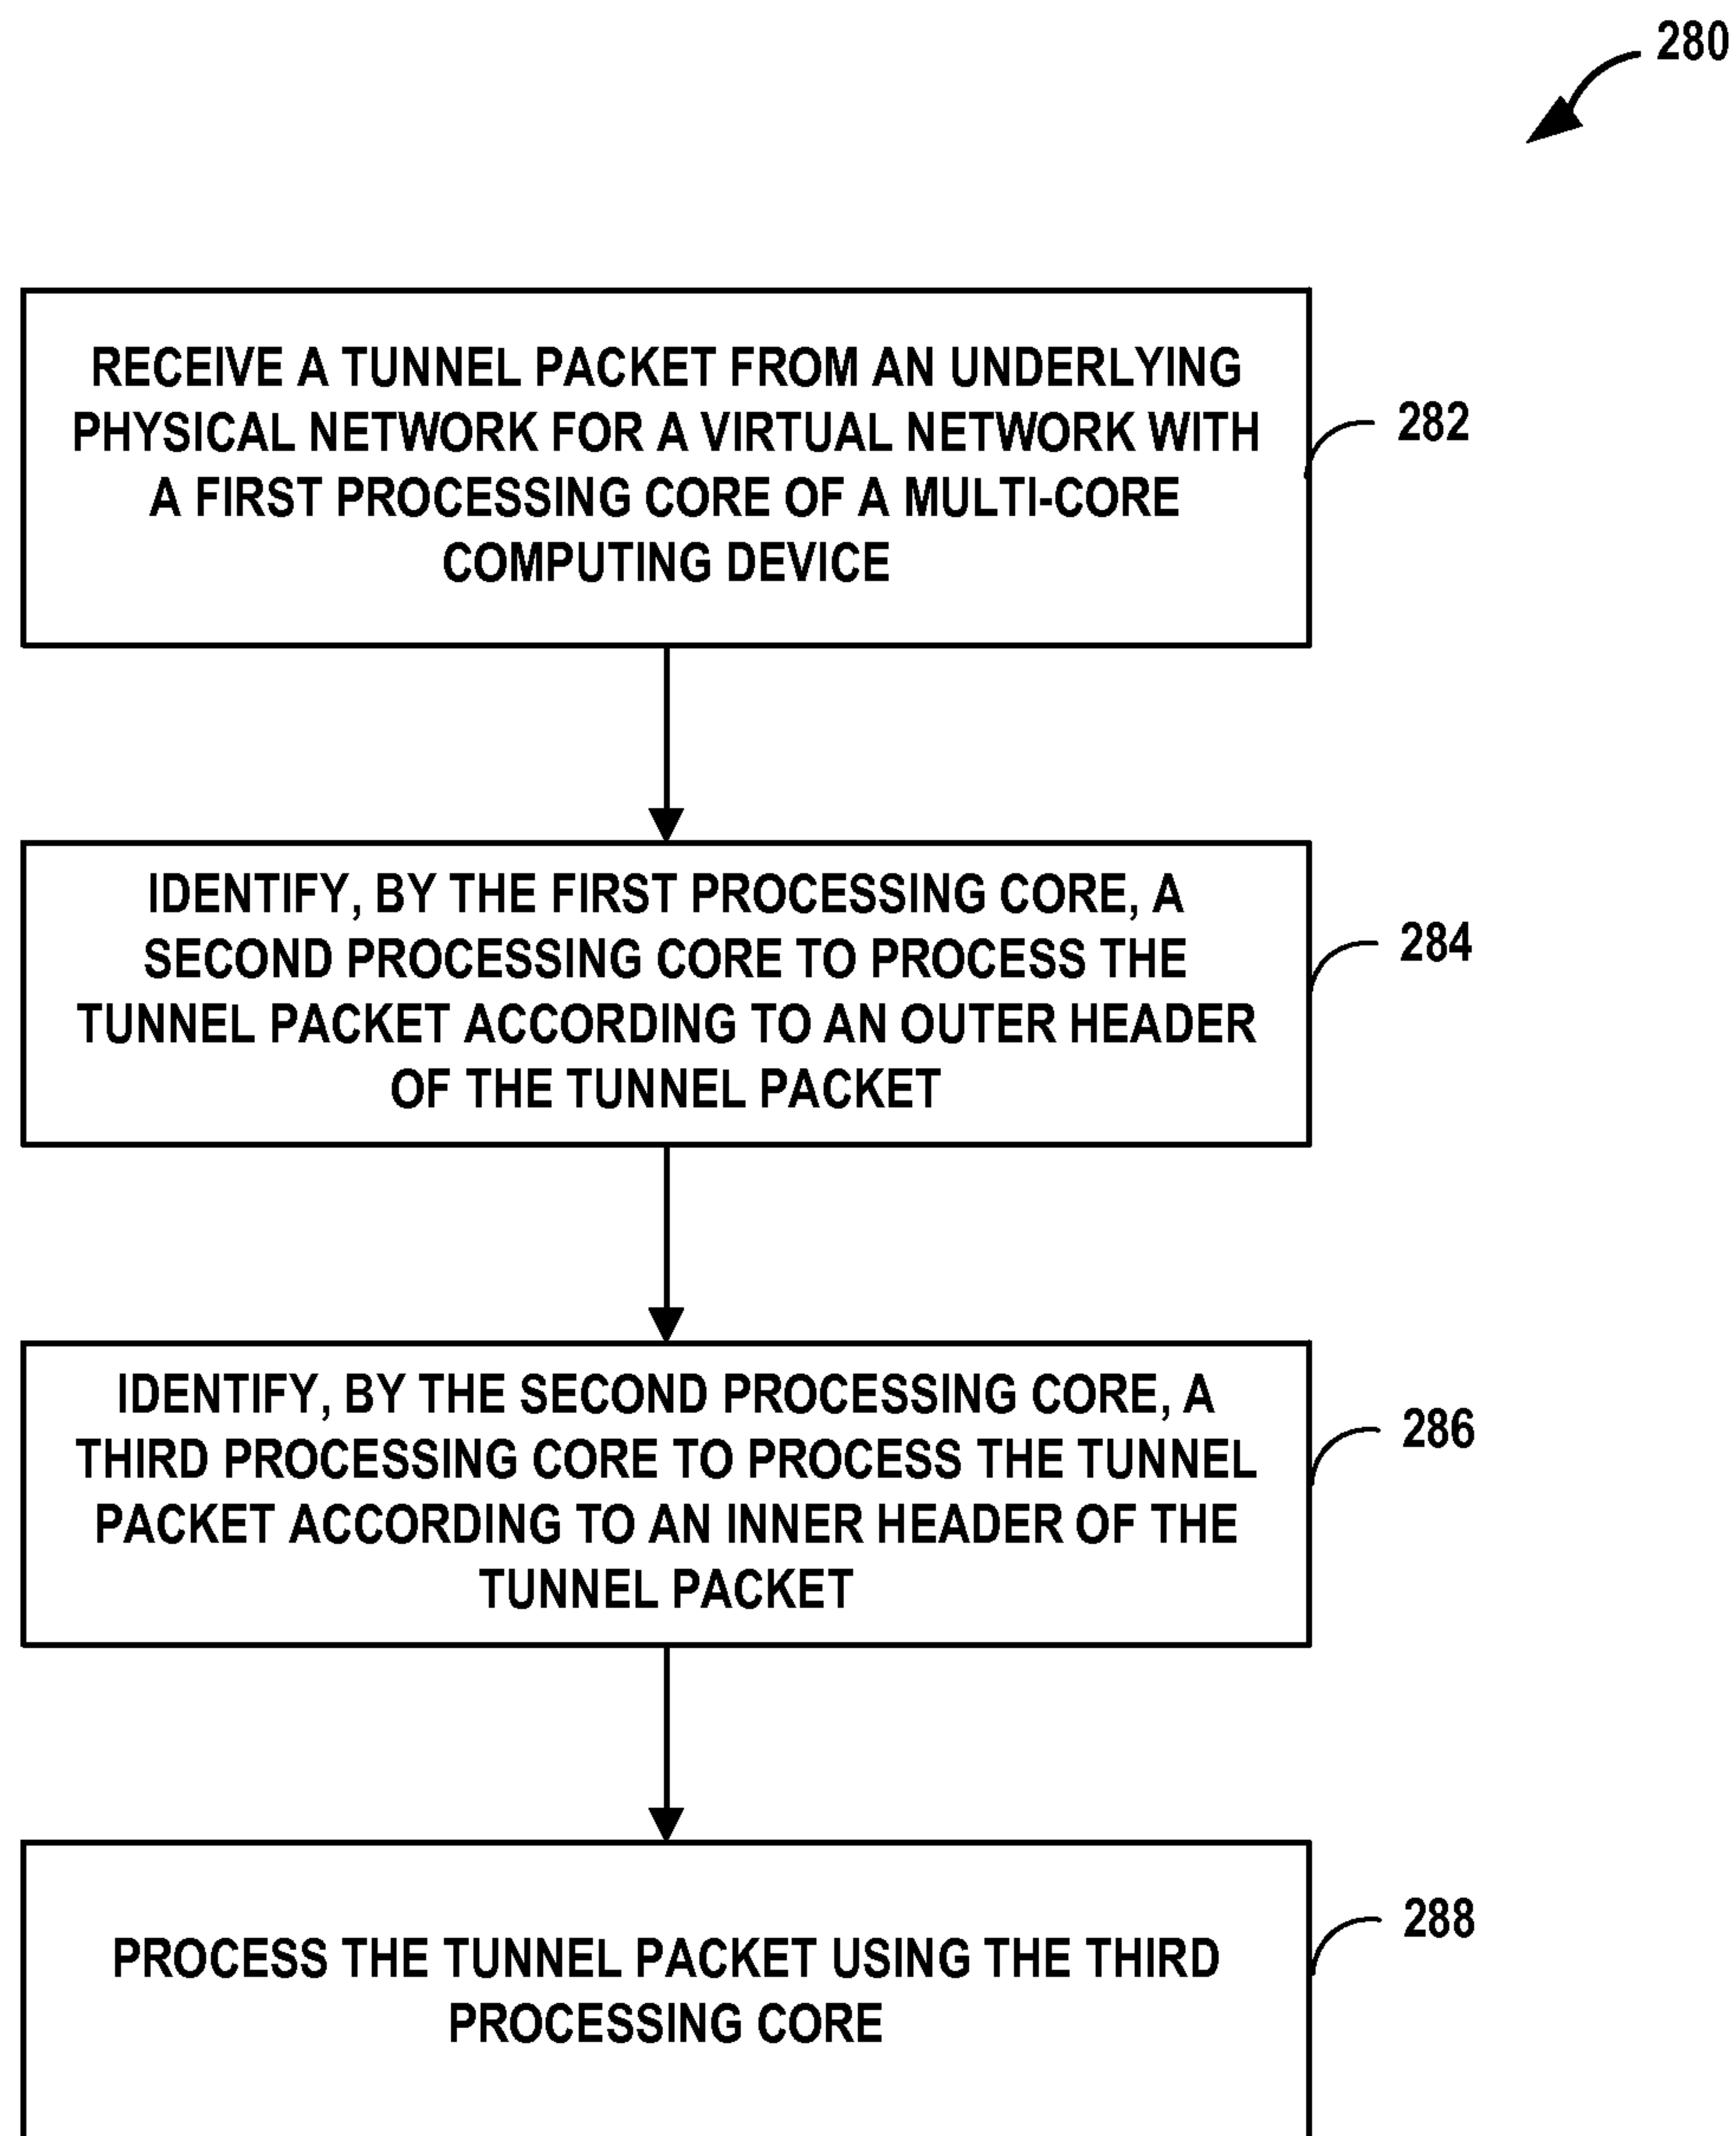 280
RECEIVE A TUNNEL PACKET FROM AN UNDERLYING
PHYSICAL NETWORK FOR A VIRTUAL NETWORK WITH
A FIRST PROCESSING CORE OF A MULTI-CORE
COMPUTING DEVICE
282
IDENTIFY, BY THE FIRST PROCESSING CORE, A
SECOND PROCESSING CORE TO PROCESS THE
TUNNEL PACKET ACCORDING TO AN OUTER HEADER
OF THE TUNNEL PACKET
284
IDENTIFY, BY THE SECOND PROCESSING CORE, A
THIRD PROCESSING CORE TO PROCESS THE TUNNEL
PACKET ACCORDING TO AN INNER HEADER OF THE
TUNNEL PACKET
286
PROCESS THE TUNNEL PACKET USING THE THIRD
PROCESSING CORE
288